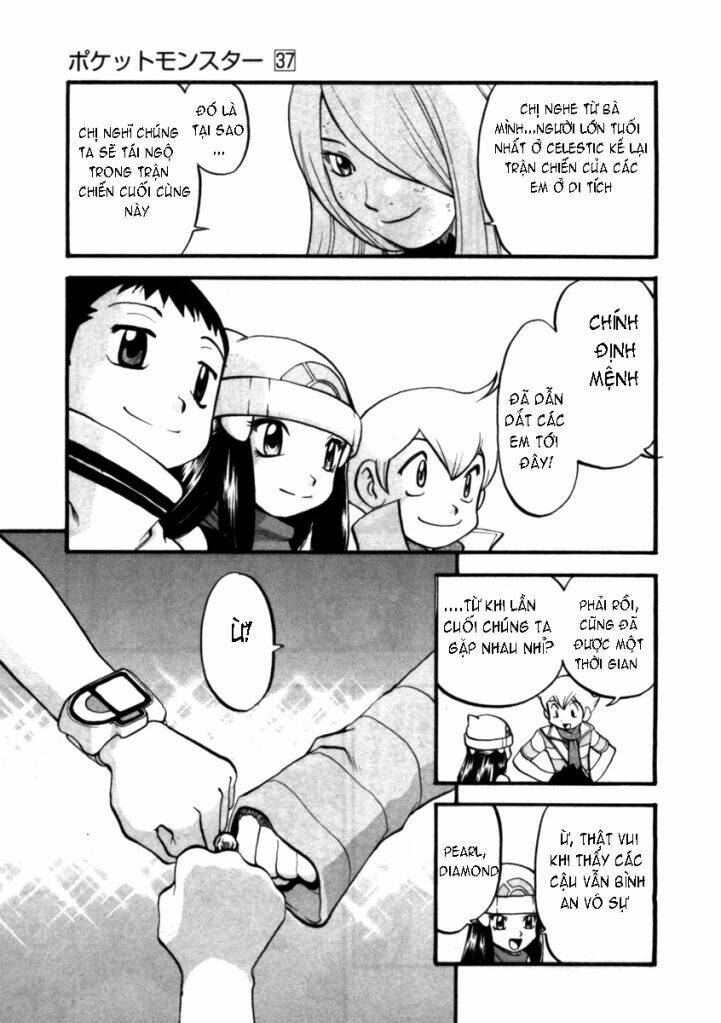 ポケットモンスター 37
CHỊ NGHE TỪ BÀ
MÌNH...NGƯỜI LỚN TUỔI
NHẤT Ở CELESTIC KỂ LẠI
TRẬN CHIẾN CỦA CÁC
EM Ở DI TÍCH
ĐÓ LÀ
TẠI SAO
...
CHỊ NGHĨ CHÚNG
TA SẼ TÁI NGỘ
TRONG TRẬN
CHIẾN CUỐI CÙNG
NÀY
CHÍNH
ĐỊNH
MỆNH
ĐÃ DẪN
DẮT CÁC
EM TỚI
ĐÂY!
PHẢI RỒI,
CŨNG ĐÃ
ĐƯỢC MỘT
THỜI GIAN
....TỪ KHI LẦN
CUỐI CHÚNG TA
GẶP NHAU NHỈ?
Ừ, THẬT VUI
KHI THẤY CÁC
CẬU VẪN BÌNH
AN VÔ SỰ
PEARL,
DIAMOND
Ừ!